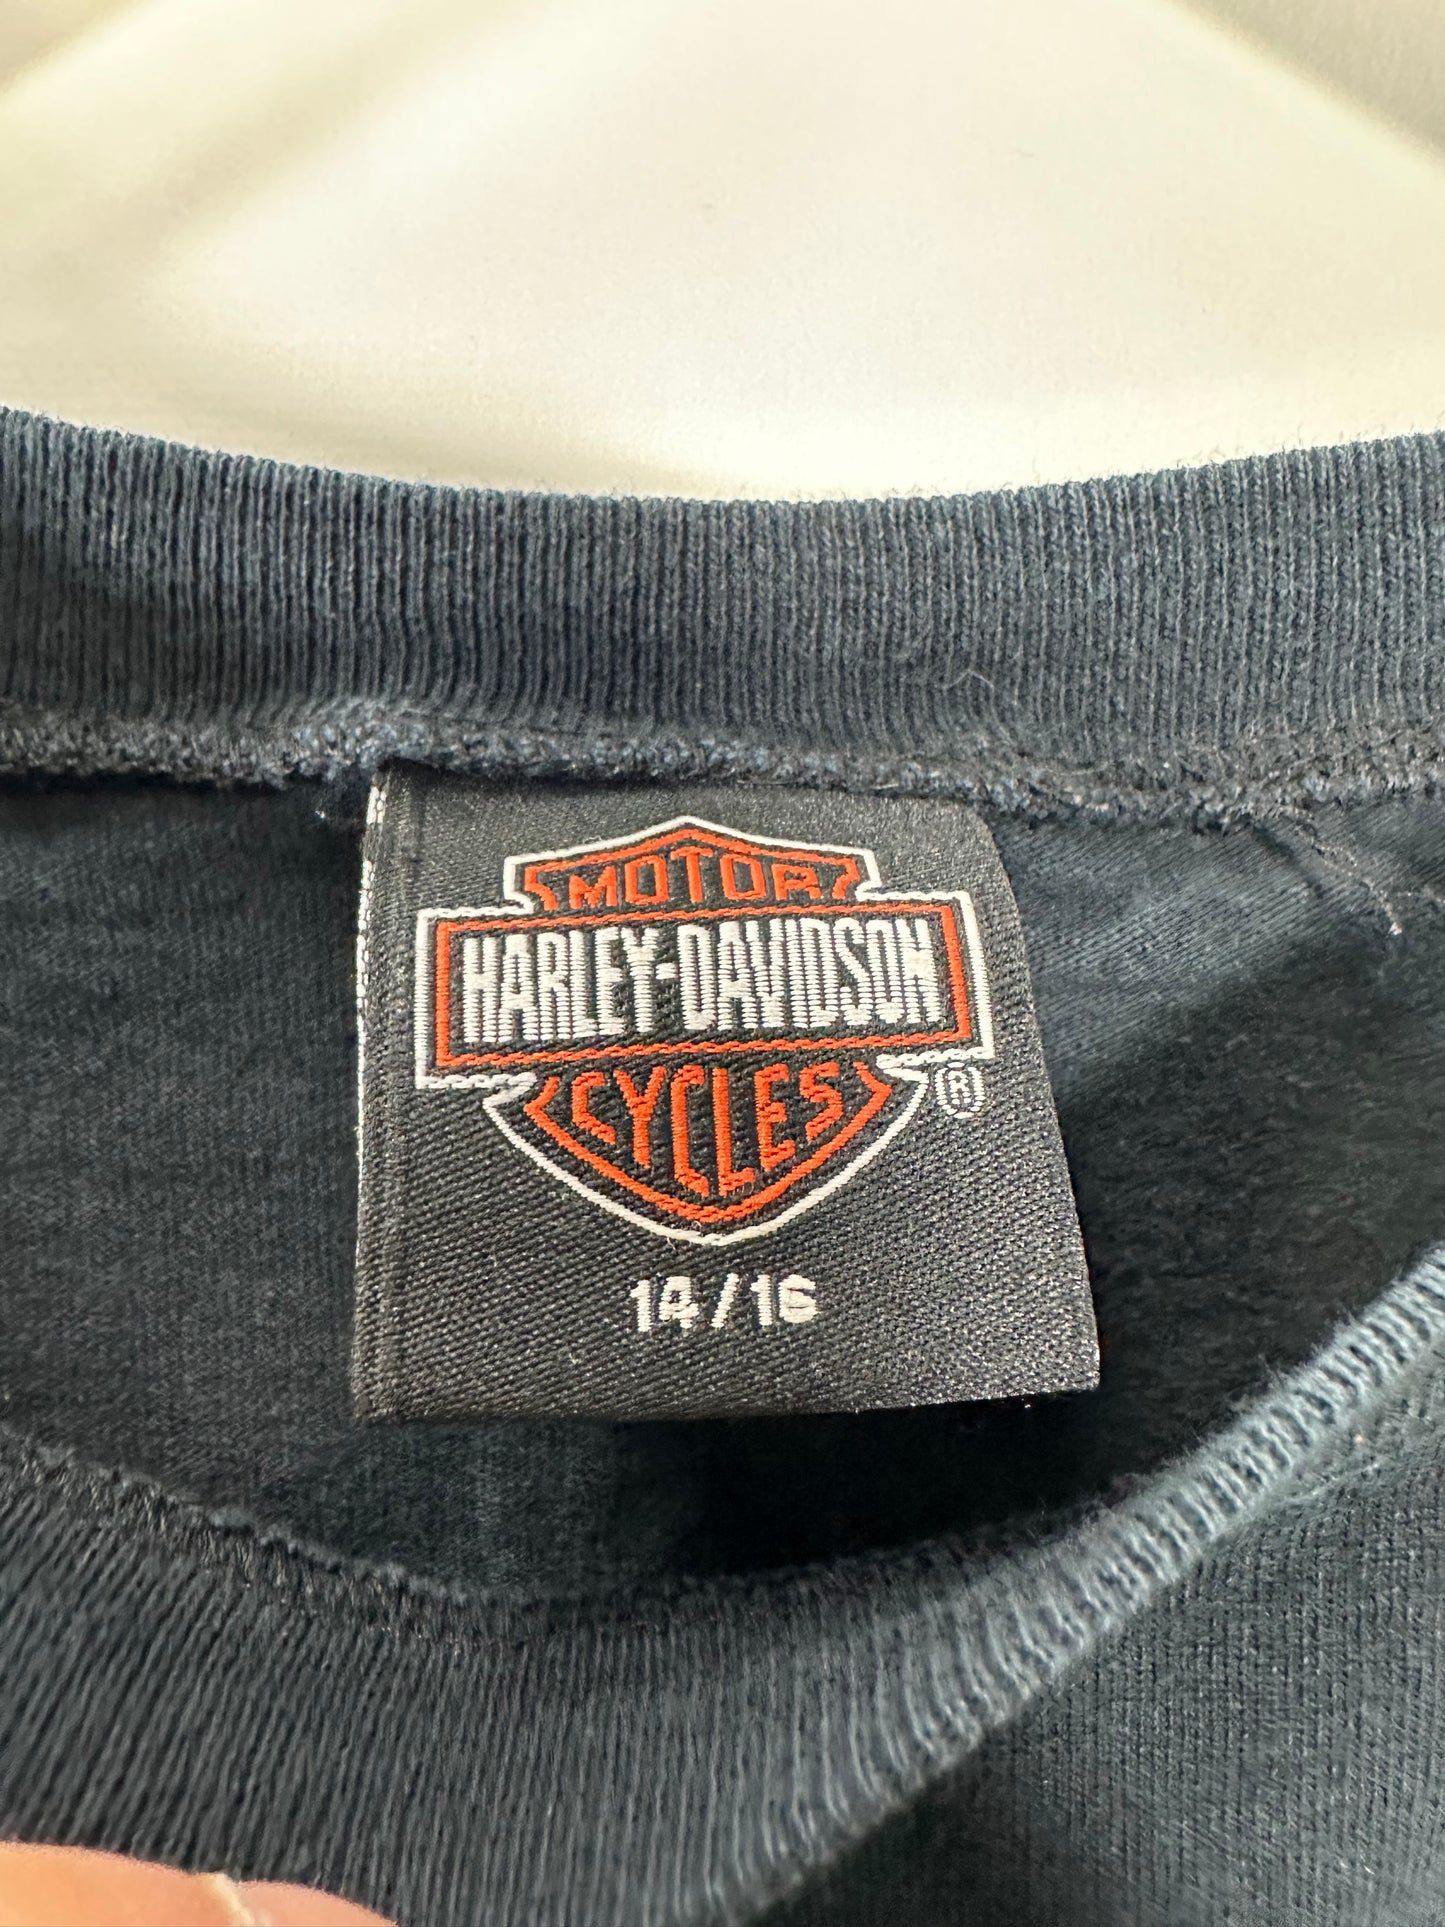 MOTOR
HARLEY-DAVIDSON
CYCLES
®
14/16